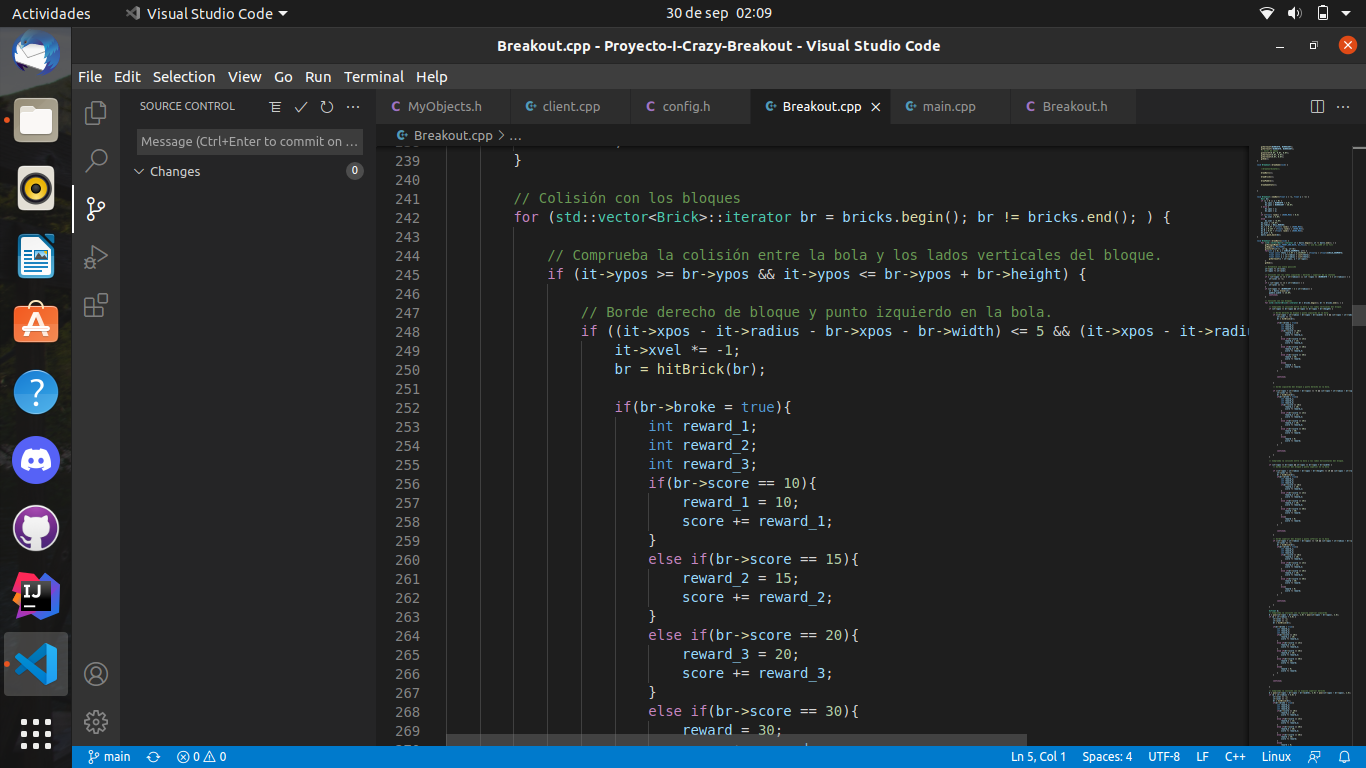 Actividades
Visual Studio Code
30 de sep 02:09
Breakout.cpp - Proyecto-I-Crazy-Breakout - Visual Studio Code
File Edit Selection View Go Run Terminal Help
SOURCE CONTROL
Message (Ctrl+Enter to commit on …
Changes 0
MyObjects.h client.cpp config.h Breakout.cpp main.cpp Breakout.h
Breakout.cpp > ...
239 }
240
241 // Colisión con los bloques
242 for (std::vector<Brick>::iterator br = bricks.begin(); br != bricks.end(); ) {
243
244 // Comprueba la colisión entre la bola y los lados verticales del bloque.
245 if (it->ypos >= br->ypos && it->ypos <= br->ypos + br->height) {
246
247 // Borde derecho de bloque y punto izquierdo en la bola.
248 if ((it->xpos - it->radius - br->xpos - br->width) <= 5 && (it->xpos - it->radiu
249 it->xvel *= -1;
250 br = hitBrick(br);
251
252 if(br->broke = true){
253 int reward_1;
254 int reward_2;
255 int reward_3;
256 if(br->score == 10){
257 reward_1 = 10;
258 score += reward_1;
259 }
260 else if(br->score == 15){
261 reward_2 = 15;
262 score += reward_2;
263 }
264 else if(br->score == 20){
265 reward_3 = 20;
266 score += reward_3;
267 }
268 else if(br->score == 30){
269 reward = 30;
main 0 0 Ln 5, Col 1 Spaces: 4 UTF-8 LF C++ Linux